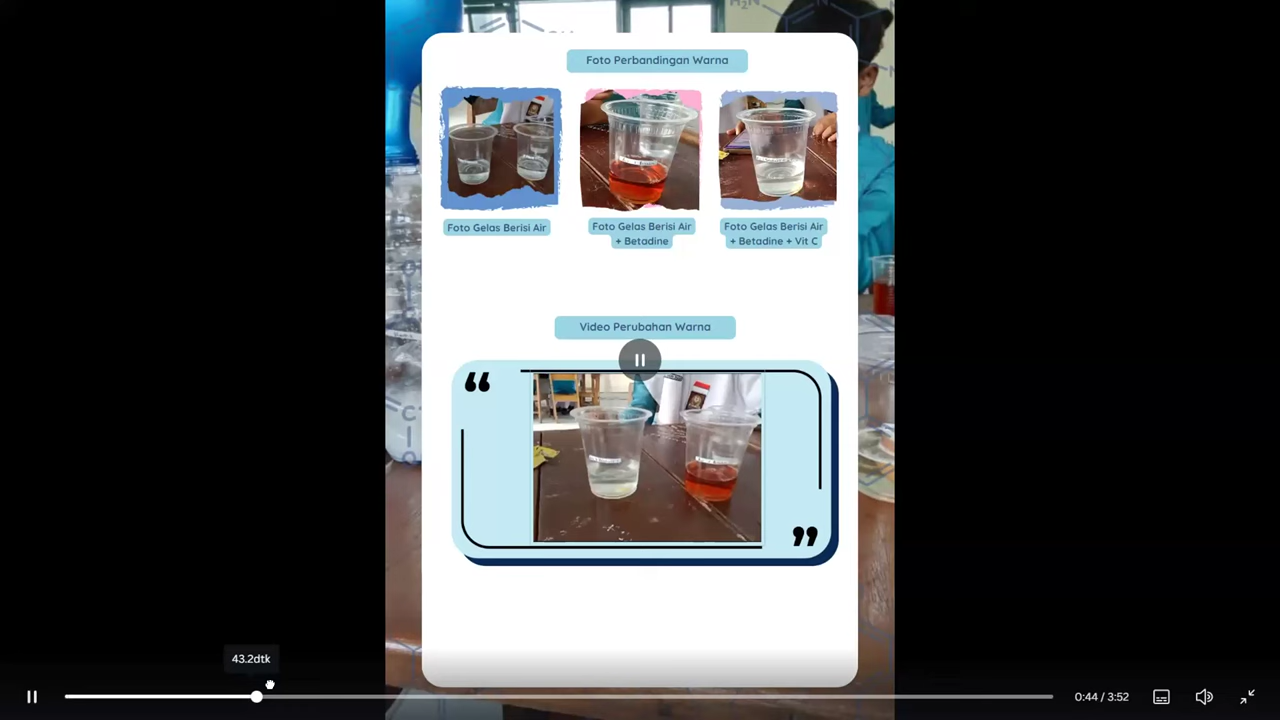 H₂N
N
Foto Perbandingan Warna
Foto Gelas Berisi Air
Foto Gelas Berisi Air
+ Betadine
Foto Gelas Berisi Air
+ Betadine + Vit C
Video Perubahan Warna
“
”
43.2dtk
0:44 / 3:52